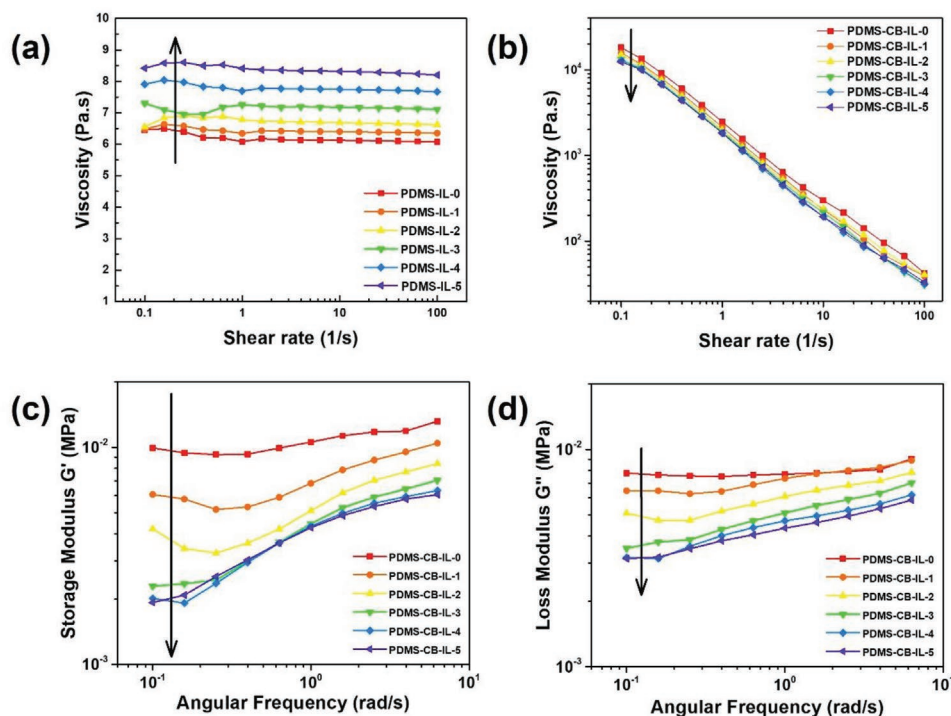 (a)
Viscosity (Pa.s)
10
9
8
7
6
5
4
3
2
1
PDMS-IL-0
PDMS-IL-1
PDMS-IL-2
PDMS-IL-3
PDMS-IL-4
PDMS-IL-5
0.1
1
10
100
Shear rate (1/s)
(b)
Viscosity (Pa.s)
10⁴
10³
10²
PDMS-CB-IL-0
PDMS-CB-IL-1
PDMS-CB-IL-2
PDMS-CB-IL-3
PDMS-CB-IL-4
PDMS-CB-IL-5
0.1
1
10
100
Shear rate (1/s)
(c)
Storage Modulus G' (MPa)
10⁻²
10⁻³
PDMS-CB-IL-0
PDMS-CB-IL-1
PDMS-CB-IL-2
PDMS-CB-IL-3
PDMS-CB-IL-4
PDMS-CB-IL-5
10⁻¹
10⁰
10¹
Angular Frequency (rad/s)
(d)
Loss Modulus G'' (MPa)
10⁻²
10⁻³
PDMS-CB-IL-0
PDMS-CB-IL-1
PDMS-CB-IL-2
PDMS-CB-IL-3
PDMS-CB-IL-4
PDMS-CB-IL-5
10⁻¹
10⁰
10¹
Angular Frequency (rad/s)